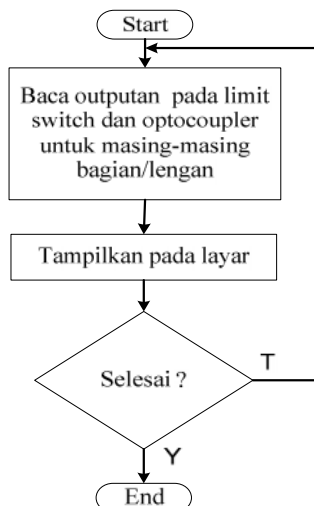 Start
Baca outputan pada limit
switch dan optocoupler
untuk masing-masing
bagian/lengan
Tampilkan pada layar
Selesai ?
T
Y
End